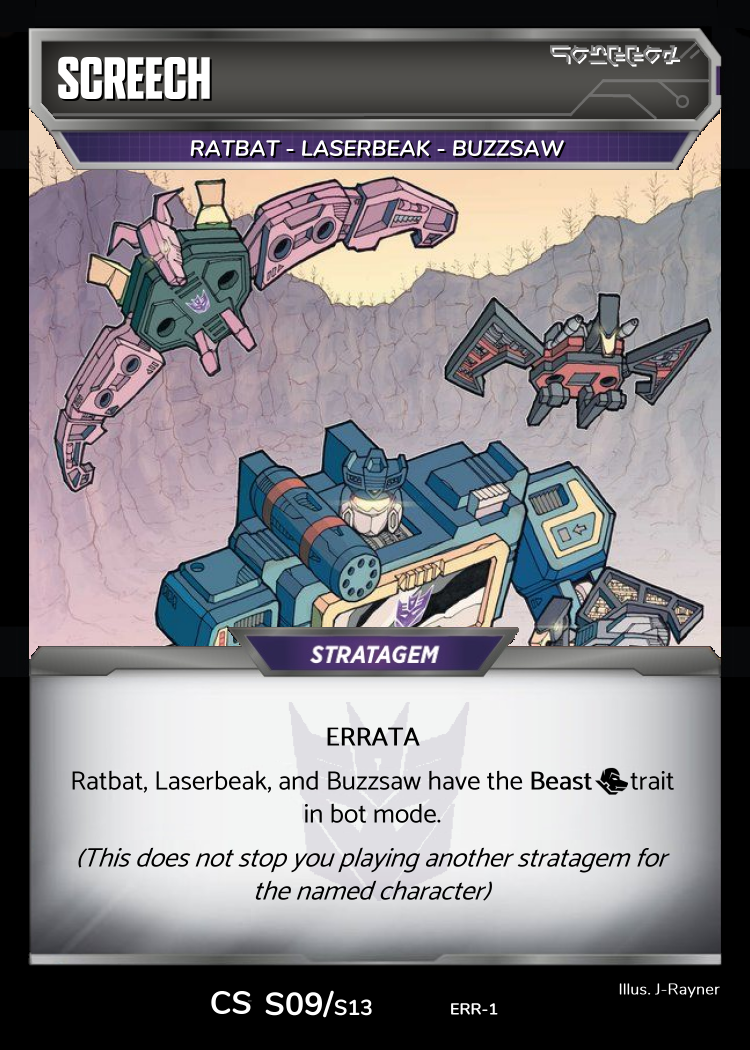 SCREECH
RATBAT - LASERBEAK - BUZZSAW
STRATAGEM
ERRATA
Ratbat, Laserbeak, and Buzzsaw have the Beast trait
in bot mode.
(This does not stop you playing another stratagem for
the named character)
CS S09/S13
ERR-1
Illus. J-Rayner